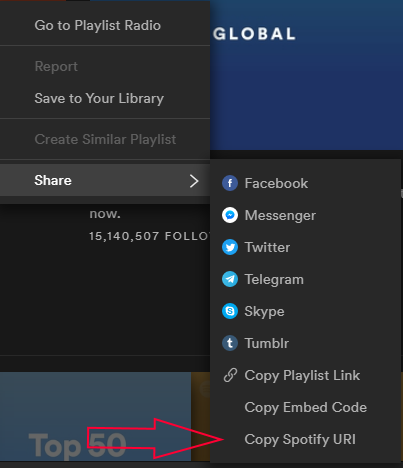 Go to Playlist Radio
GLOBAL
Report
Save to Your Library
Create Similar Playlist
Share
Facebook
now.
Messenger
15,140,507 FOLLO
Twitter
Telegram
Skype
Tumblr
Copy Playlist Link
Copy Embed Code
Top 50
Copy Spotify URI